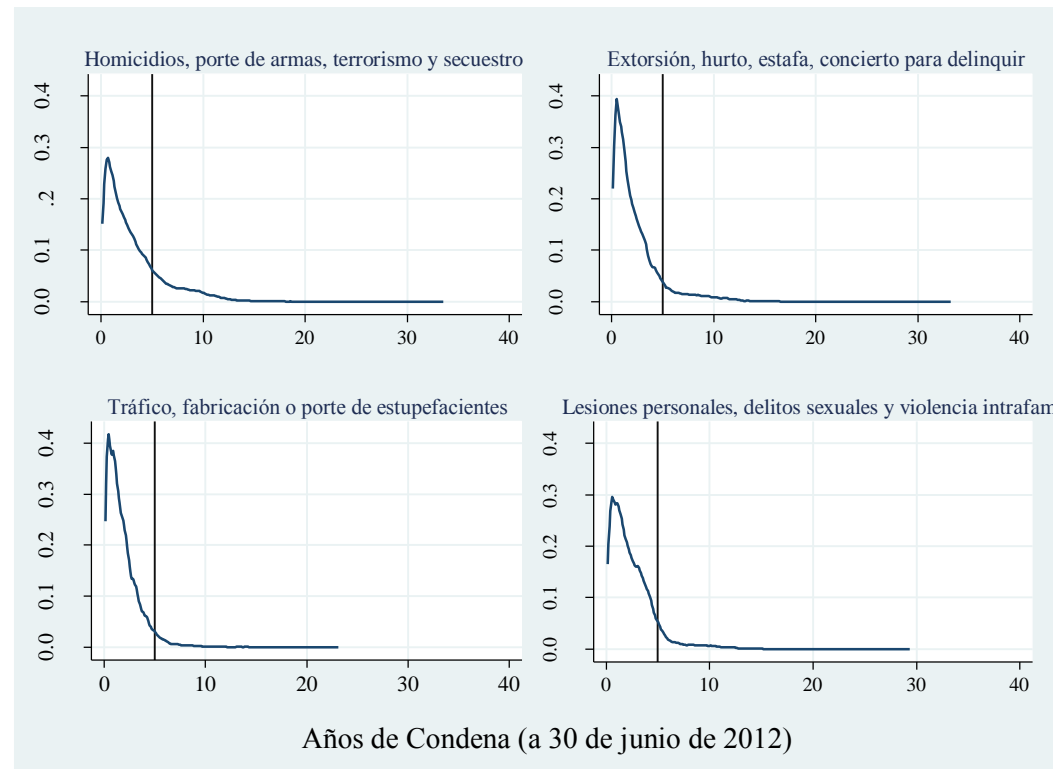 Homicidios, porte de armas, terrorismo y secuestro
0.4
0.3
.2
0.1
0.0
0 10 20 30 40
Extorsión, hurto, estafa, concierto para delinquir
0.4
0.3
0.2
0.1
0.0
0 10 20 30 40
Tráfico, fabricación o porte de estupefacientes
0.4
0.3
0.2
0.1
0.0
0 10 20 30 40
Lesiones personales, delitos sexuales y violencia intrafam
0.4
0.3
0.2
0.1
0.0
0 10 20 30 40
Años de Condena (a 30 de junio de 2012)